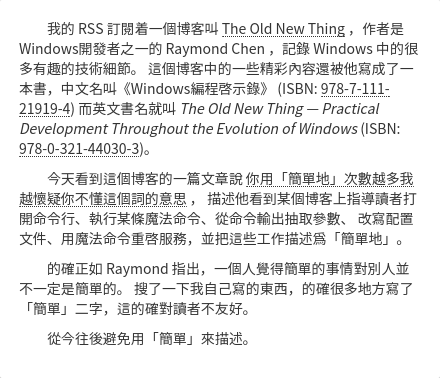 我的 RSS 訂閱着一個博客叫 The Old New Thing ，作者是
Windows開發者之一的 Raymond Chen ，記錄 Windows 中的很
多有趣的技術細節。 這個博客中的一些精彩內容還被他寫成了一
本書，中文名叫《Windows編程啓示錄》 (ISBN: 978-7-111-
21919-4) 而英文書名就叫 The Old New Thing — Practical
Development Throughout the Evolution of Windows (ISBN:
978-0-321-44030-3)。
今天看到這個博客的一篇文章說 你用「簡單地」次數越多我
越懷疑你不懂這個詞的意思 ， 描述他看到某個博客上指導讀者打
開命令行、執行某條魔法命令、從命令輸出抽取參數、 改寫配置
文件、用魔法命令重啓服務，並把這些工作描述爲「簡單地」。
的確正如 Raymond 指出，一個人覺得簡單的事情對別人並
不一定是簡單的。 搜了一下我自己寫的東西，的確很多地方寫了
「簡單」二字，這的確對讀者不友好。
從今往後避免用「簡單」來描述。